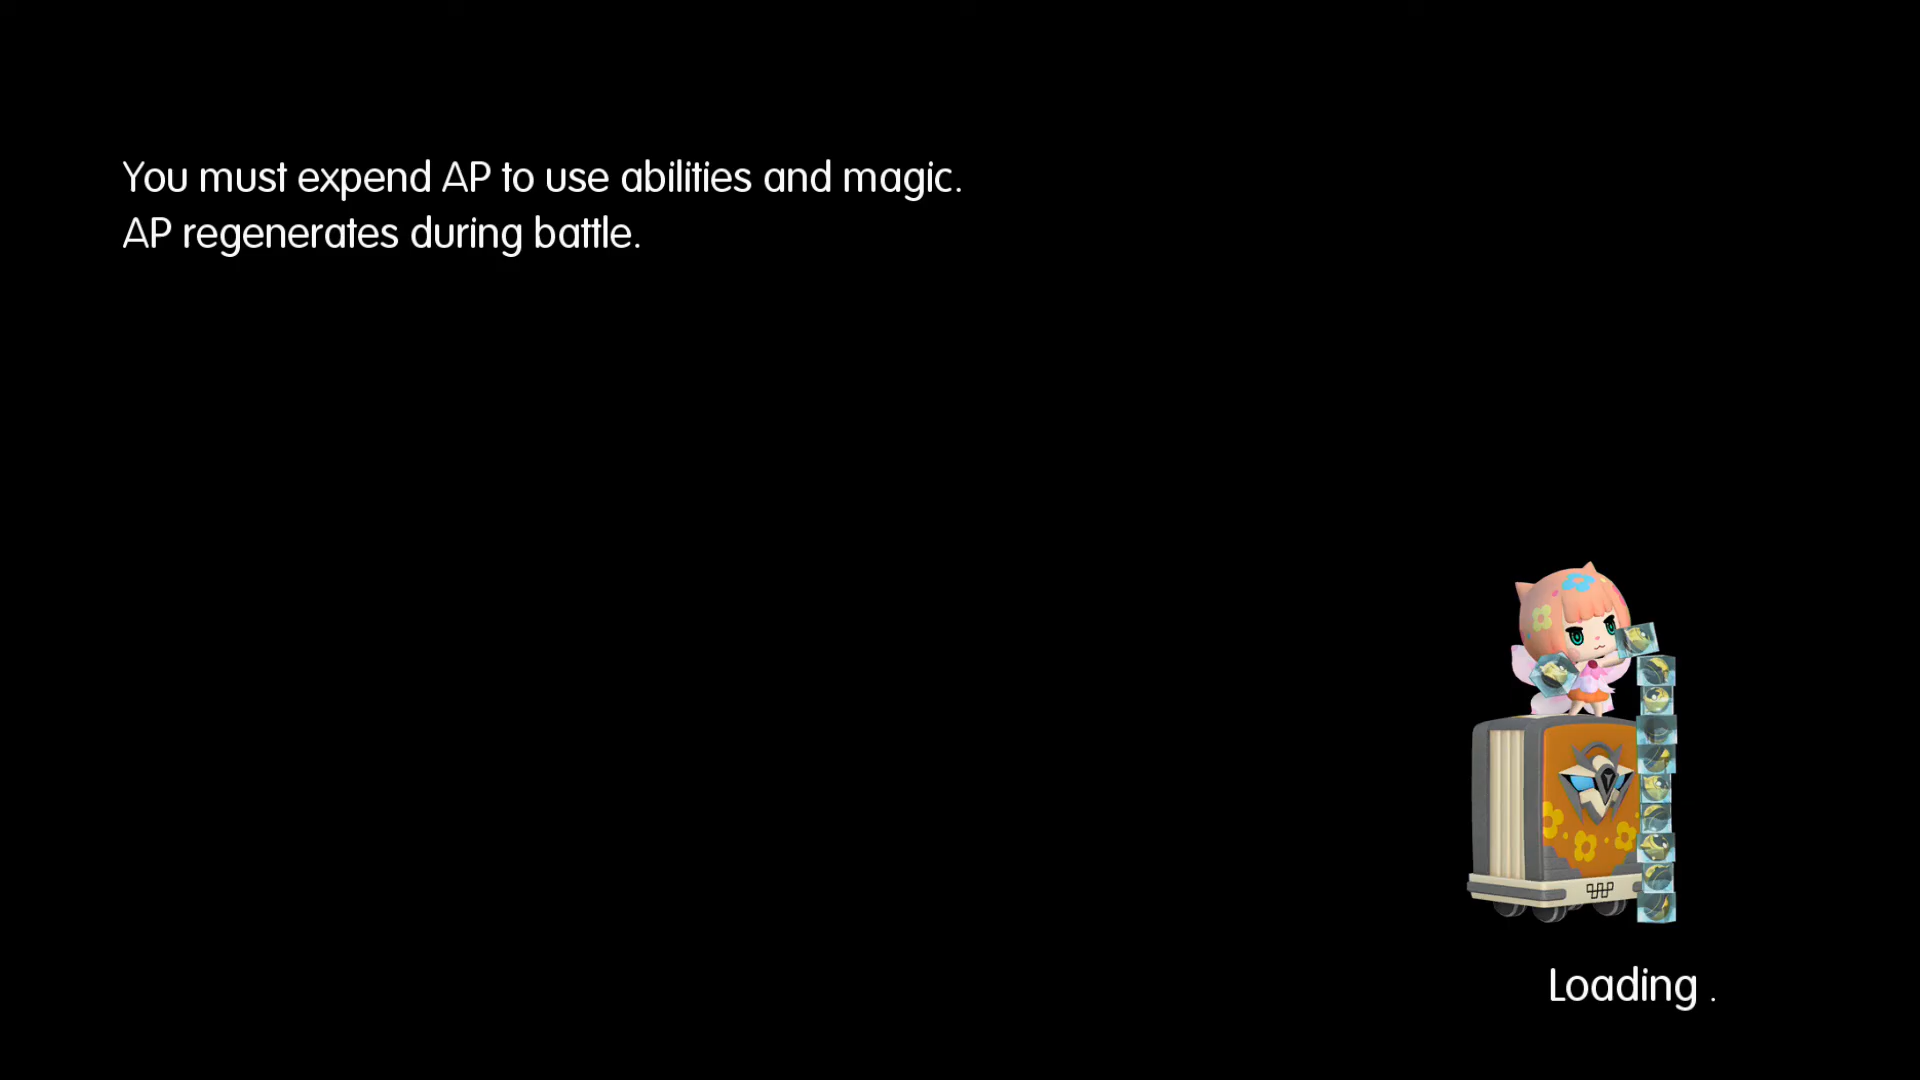 You must expend AP to use abilities and magic.
AP regenerates during battle.
Loading .